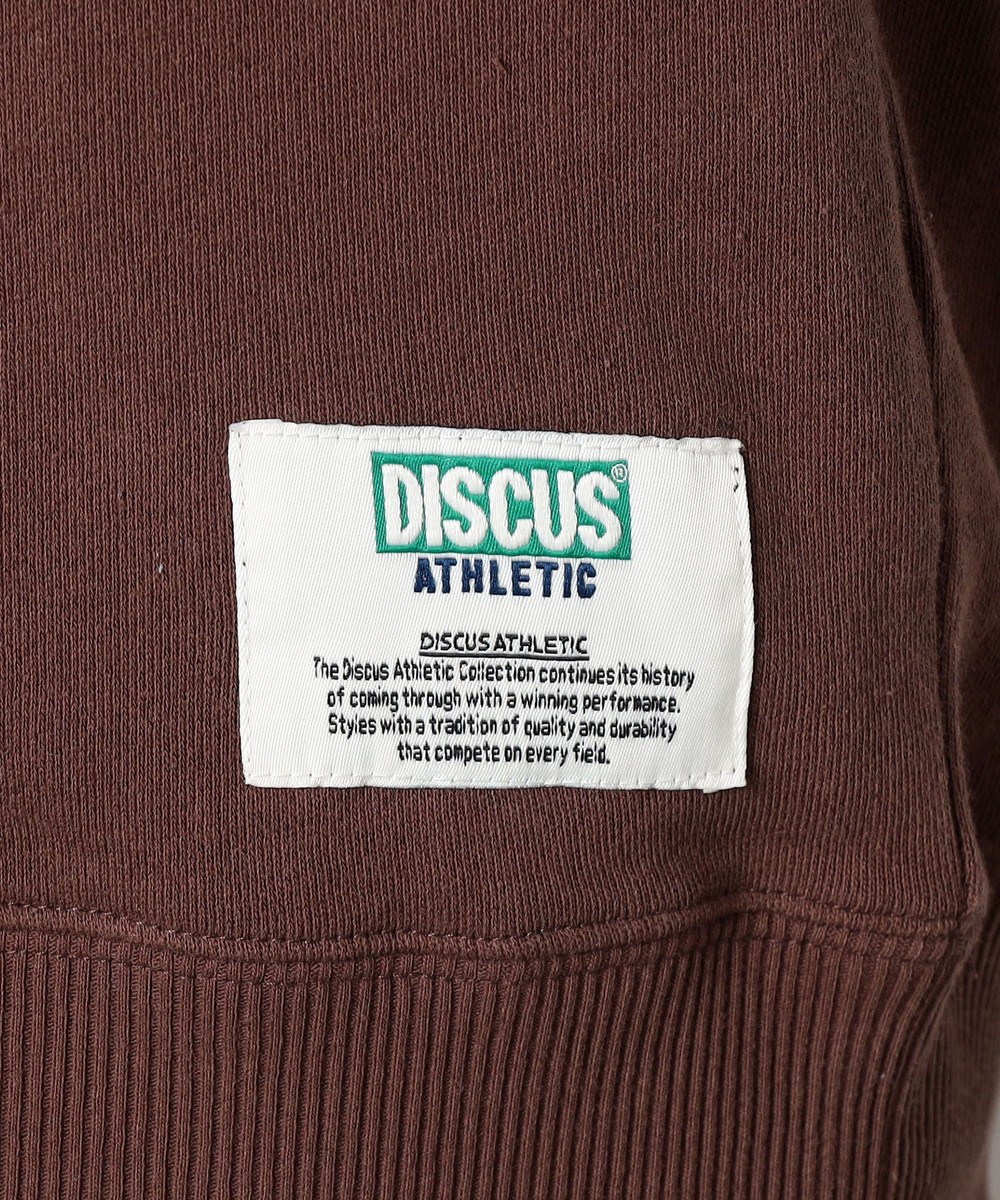 DISCUS®
ATHLETIC
DISCUS ATHLETIC
The Discus Athletic Collection continues its history
of coming through with a winning performance.
Styles with a tradition of quality and durability
that compete on every field.